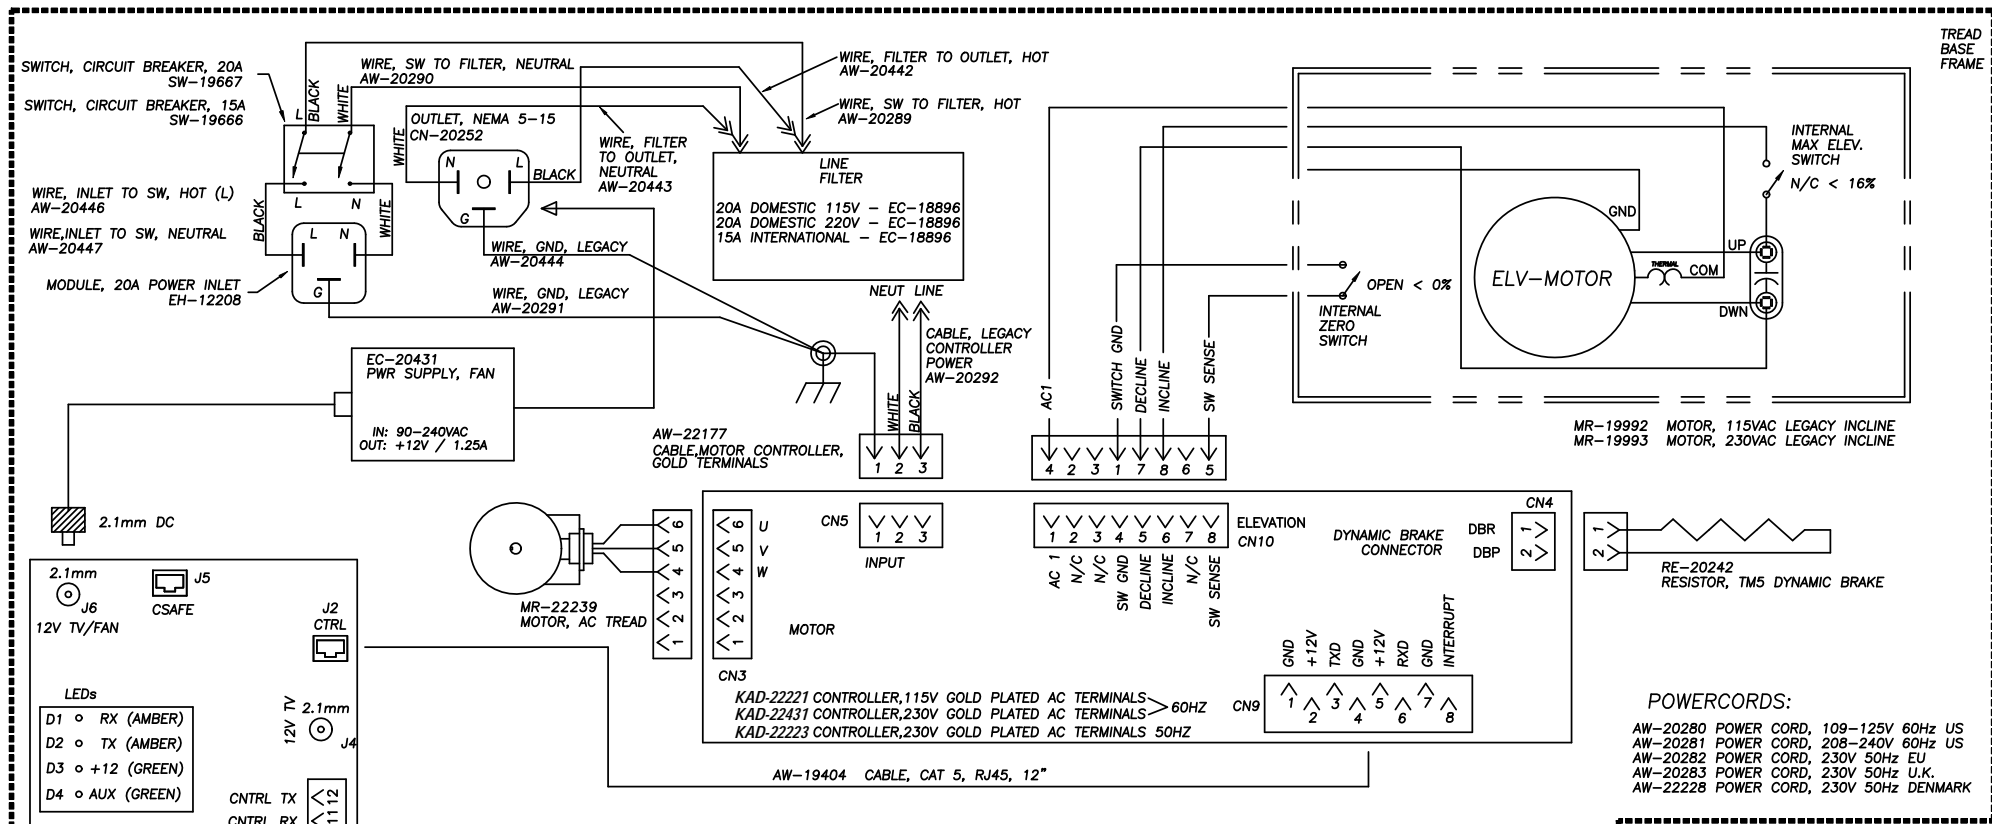 TREAD
BASE
FRAME
SWITCH, CIRCUIT BREAKER, 20A
SW-19667
SWITCH, CIRCUIT BREAKER, 15A
SW-19666
L
BLACK
WHITE
WIRE, SW TO FILTER, NEUTRAL
AW-20290
WIRE, FILTER TO OUTLET, HOT
AW-20442
WIRE, SW TO FILTER, HOT
AW-20289
OUTLET, NEMA 5-15
CN-20252
WHITE
N
L
G
BLACK
WIRE, FILTER
TO OUTLET,
NEUTRAL
AW-20443
LINE
FILTER
20A DOMESTIC 115V - EC-18896
20A DOMESTIC 220V - EC-18896
15A INTERNATIONAL - EC-18896
NEUT LINE
WIRE, INLET TO SW, HOT (L)
AW-20446
WIRE,INLET TO SW, NEUTRAL
AW-20447
BLACK
L
N
WHITE
L
N
G
MODULE, 20A POWER INLET
EH-12208
WIRE, GND, LEGACY
AW-20444
WIRE, GND, LEGACY
AW-20291
CABLE, LEGACY
CONTROLLER
POWER
AW-20292
WHITE
BLACK
EC-20431
PWR SUPPLY, FAN
IN: 90-240VAC
OUT: +12V / 1.25A
AW-22177
CABLE,MOTOR CONTROLLER,
GOLD TERMINALS
1 2 3
AC1
SWITCH GND
DECLINE
INCLINE
SW SENSE
4 2 3 1 7 8 6 5
INTERNAL
MAX ELEV.
SWITCH
N/C < 16%
GND
UP
THERMAL
COM
ELV-MOTOR
DWN
OPEN < 0%
INTERNAL
ZERO
SWITCH
MR-19992 MOTOR, 115VAC LEGACY INCLINE
MR-19993 MOTOR, 230VAC LEGACY INCLINE
2.1mm DC
MR-22239
MOTOR, AC TREAD
6
5
4
3
2
1
6 U
5 V
4 W
3
2
1
MOTOR
CN3
CN5
1 2 3
INPUT
1 2 3 4 5 6 7 8
ELEVATION
CN10
AC 1
N/C
N/C
SW GND
DECLINE
INCLINE
N/C
SW SENSE
CN4
DYNAMIC BRAKE
CONNECTOR
DBR
DBP
1
2
1
2
RE-20242
RESISTOR, TM5 DYNAMIC BRAKE
GND
+12V
TXD
GND
+12V
RXD
GND
INTERRUPT
CN9
1 2 3 4 5 6 7 8
KAD-22221 CONTROLLER,115V GOLD PLATED AC TERMINALS
KAD-22431 CONTROLLER,230V GOLD PLATED AC TERMINALS
60HZ
KAD-22223 CONTROLLER,230V GOLD PLATED AC TERMINALS 50HZ
AW-19404 CABLE, CAT 5, RJ45, 12"
2.1mm
J6
12V TV/FAN
J5
CSAFE
J2
CTRL
LEDs
D1 RX (AMBER)
D2 TX (AMBER)
D3 +12 (GREEN)
D4 AUX (GREEN)
12V TV
2.1mm
J4
CNTRL TX
12
CNTRL RX
11
POWERCORDS:
AW-20280 POWER CORD, 109-125V 60Hz US
AW-20281 POWER CORD, 208-240V 60Hz US
AW-20282 POWER CORD, 230V 50Hz EU
AW-20283 POWER CORD, 230V 50Hz U.K.
AW-22228 POWER CORD, 230V 50Hz DENMARK